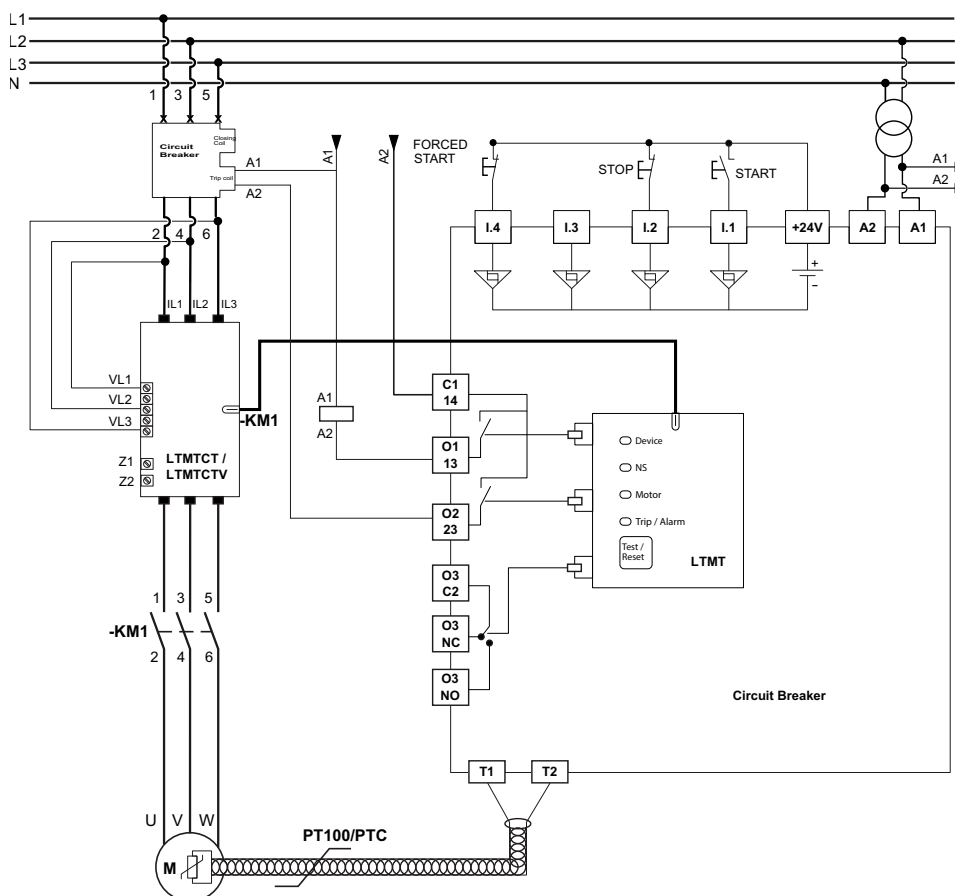 L1
L2
L3
N
1 3 5
Circuit Breaker
Closing Coil
Trip coil
A1
A2
2 4 6
A1
A2
FORCED START
STOP
START
I.4
I.3
I.2
I.1
+24V
A2
A1
A1
A2
+
−
IL1
IL2
IL3
VL1
VL2
VL3
Z1
Z2
-KM1
LTMTCT /
LTMTCTV
A1
A2
C1
14
O1
13
O2
23
O3
C2
O3
NC
O3
NO
Device
NS
Motor
Trip / Alarm
Test /
Reset
LTMT
1 3 5
-KM1
2 4 6
Circuit Breaker
T1
T2
U V W
M
PT100/PTC